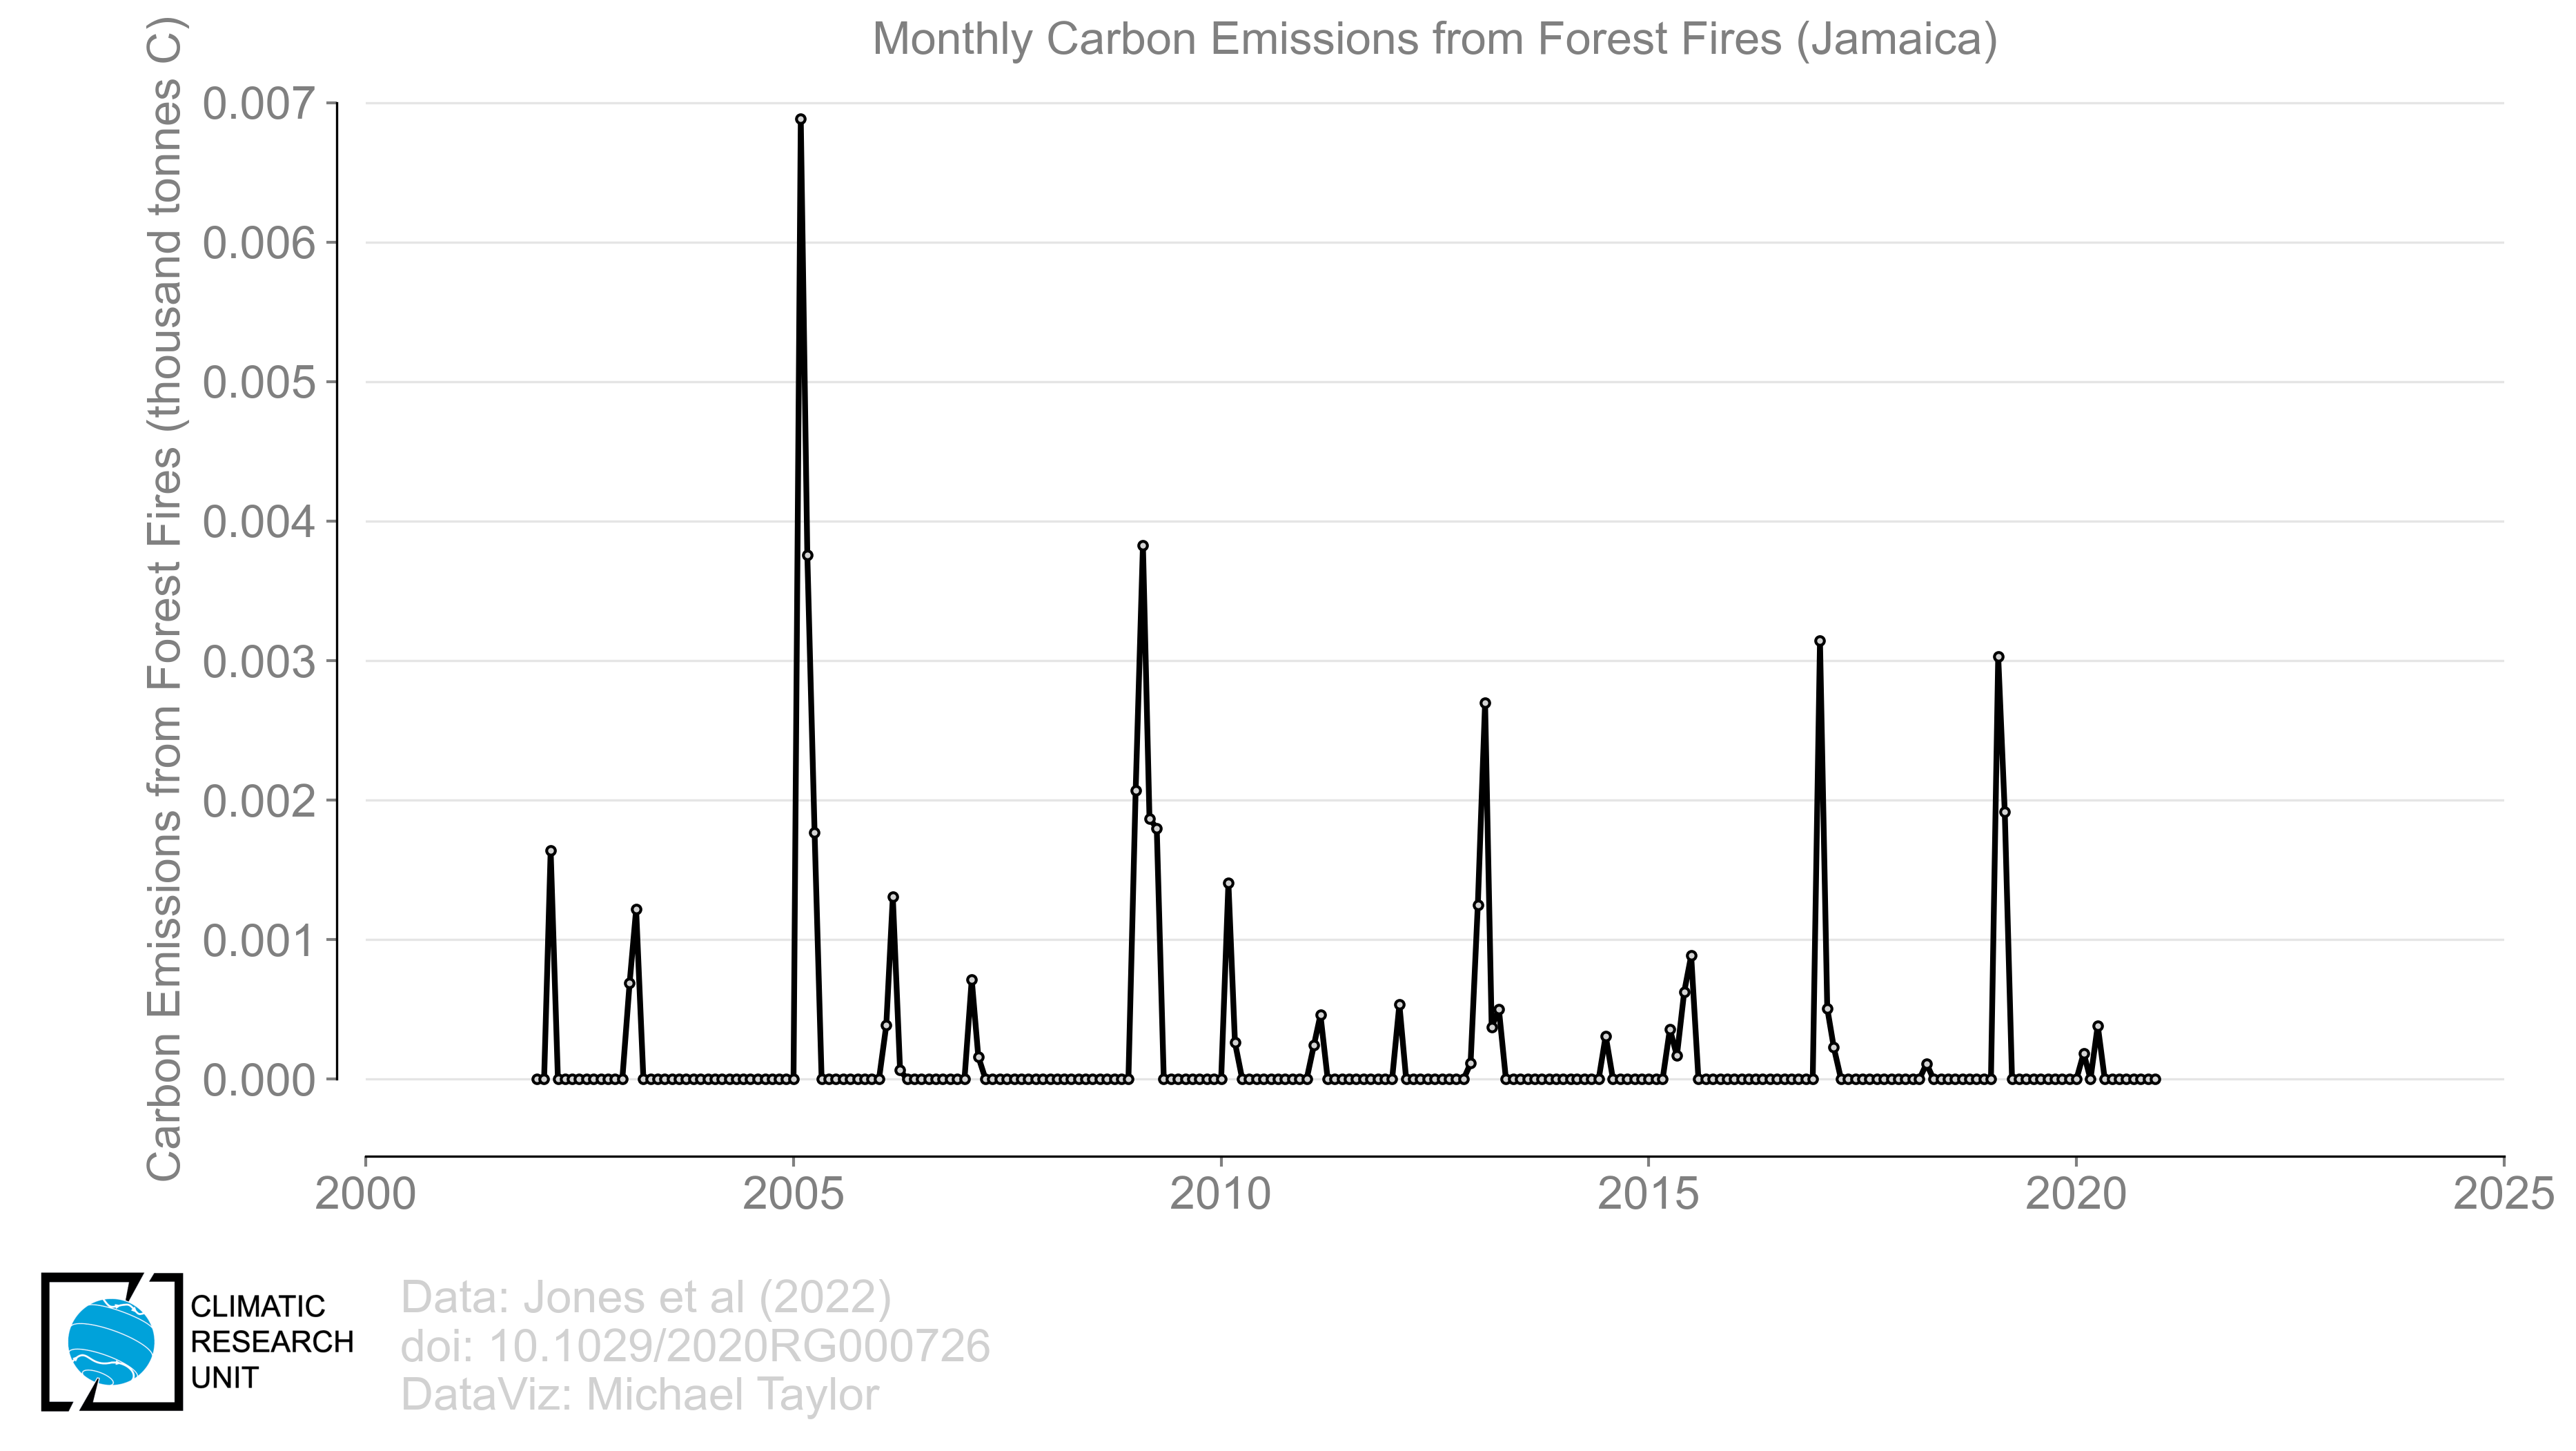 Monthly Carbon Emissions from Forest Fires (Jamaica)
Carbon Emissions from Forest Fires (thousand tonnes C)
0.007
0.006
0.005
0.004
0.003
0.002
0.001
0.000
2000 2005 2010 2015 2020 2025
CLIMATIC
RESEARCH
UNIT
Data: Jones et al (2022)
doi: 10.1029/2020RG000726
DataViz: Michael Taylor